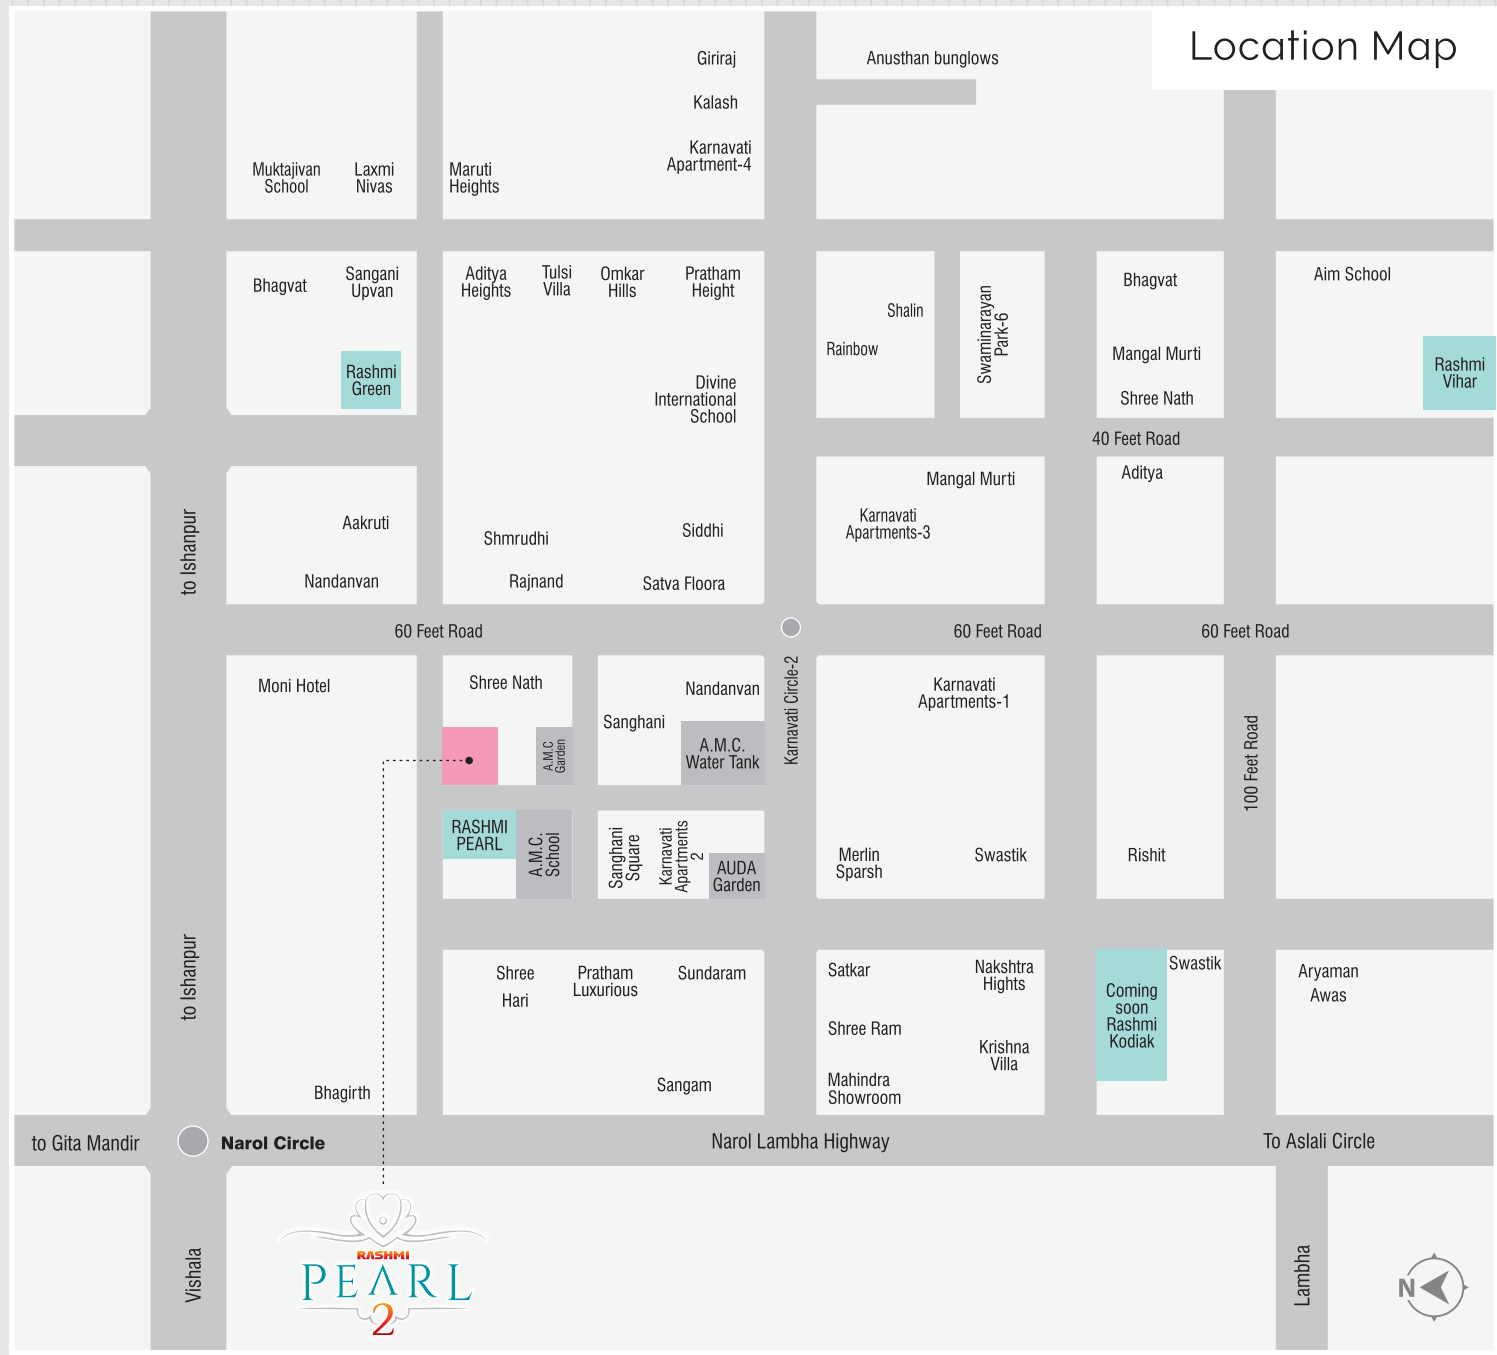 Location Map
Giriraj
Anusthan bunglows
Kalash
Karnavati
Apartment-4
Muktajivan
School
Laxmi
Nivas
Maruti
Heights
Bhagvat
Sangani
Upvan
Aditya
Heights
Tulsi
Villa
Omkar
Hills
Pratham
Height
Shalin
Rainbow
Swaminarayan
Park-6
Bhagvat
Aim School
Mangal Murti
Shree Nath
Rashmi
Vihar
Rashmi
Green
Divine
International
School
40 Feet Road
Mangal Murti
Aditya
Karnavati
Apartments-3
to Ishanpur
Aakruti
Nandanvan
Shmrudhi
Rajnand
Siddhi
Satva Floora
60 Feet Road
60 Feet Road
60 Feet Road
Moni Hotel
Shree Nath
Nandanvan
Sanghani
Karnavati Circle-2
Karnavati
Apartments-1
100 Feet Road
A.M.C
Garden
A.M.C.
Water Tank
RASHMI
PEARL
A.M.C.
School
Sanghani
Square
Karnavati
Apartments
2
AUDA
Garden
Merlin
Sparsh
Swastik
Rishit
to Ishanpur
Shree
Hari
Pratham
Luxurious
Sundaram
Satkar
Nakshtra
Hights
Coming
soon
Rashmi
Kodiak
Swastik
Aryaman
Awas
Shree Ram
Krishna
Villa
Mahindra
Showroom
Bhagirth
Sangam
to Gita Mandir
Narol Circle
Narol Lambha Highway
To Aslali Circle
Vishala
RASHMI
PEARL
2
Lambha
N